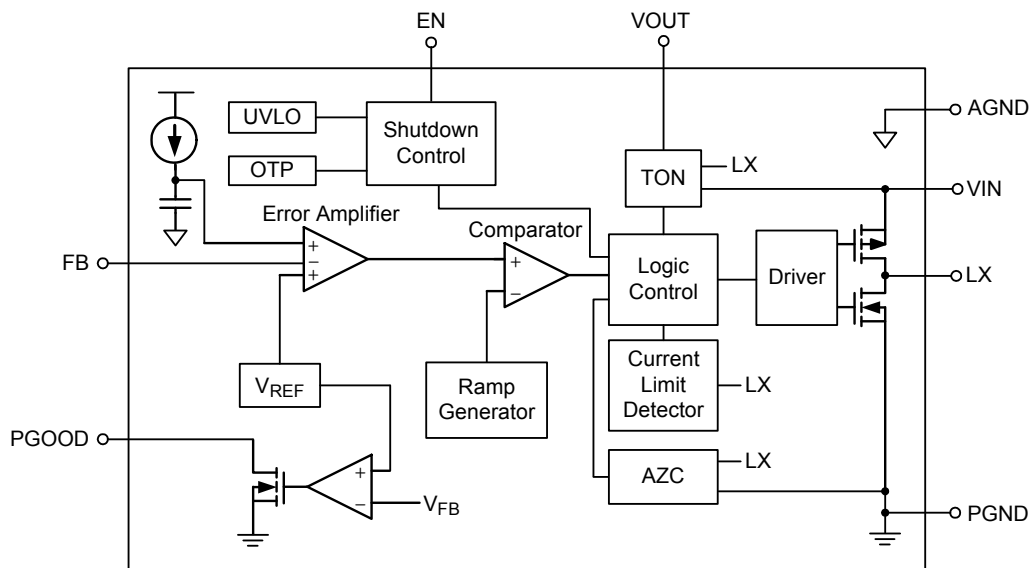 EN
VOUT
AGND
UVLO
Shutdown
Control
OTP
TON
LX
VIN
Error Amplifier
Comparator
FB
+
−
+
+
−
Logic
Control
Driver
LX
VREF
Ramp
Generator
Current
Limit
Detector
LX
PGOOD
+
−
VFB
AZC
LX
PGND